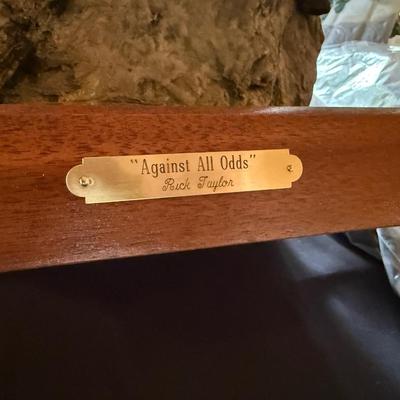 "Against All Odds"
Rick Taylor